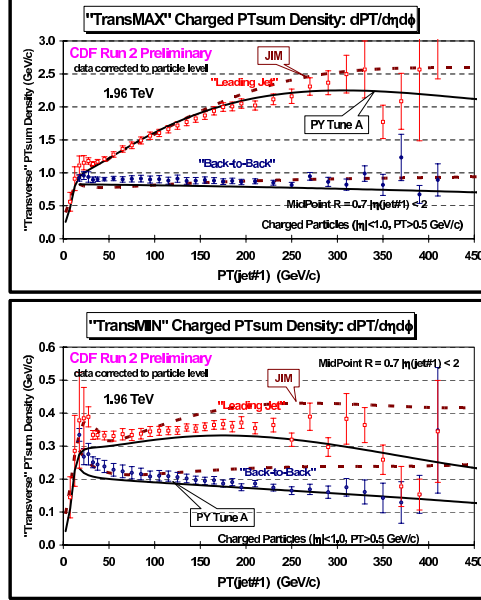 "TransMAX" Charged PTsum Density: dPT/dηdϕ
CDF Run 2 Preliminary
data corrected to particle level
1.96 TeV
JIM
"Leading Jet"
PY Tune A
"Back-to-Back"
MidPoint R = 0.7 |η(jet#1)| < 2
Charged Particles (|η|<1.0, PT>0.5 GeV/c)
"Transverse" PTsum Density (GeV/c)
3.0
2.5
2.0
1.5
1.0
0.5
0.0
0 50 100 150 200 250 300 350 400 450
PT(jet#1) (GeV/c)
"TransMIN" Charged PTsum Density: dPT/dηdϕ
CDF Run 2 Preliminary
data corrected to particle level
1.96 TeV
MidPoint R = 0.7 |η(jet#1)| < 2
JIM
"Leading Jet"
"Back-to-Back"
PY Tune A
Charged Particles (|η|<1.0, PT>0.5 GeV/c)
"Transverse" PTsum Density (GeV/c)
0.6
0.5
0.4
0.3
0.2
0.1
0.0
0 50 100 150 200 250 300 350 400 450
PT(jet#1) (GeV/c)